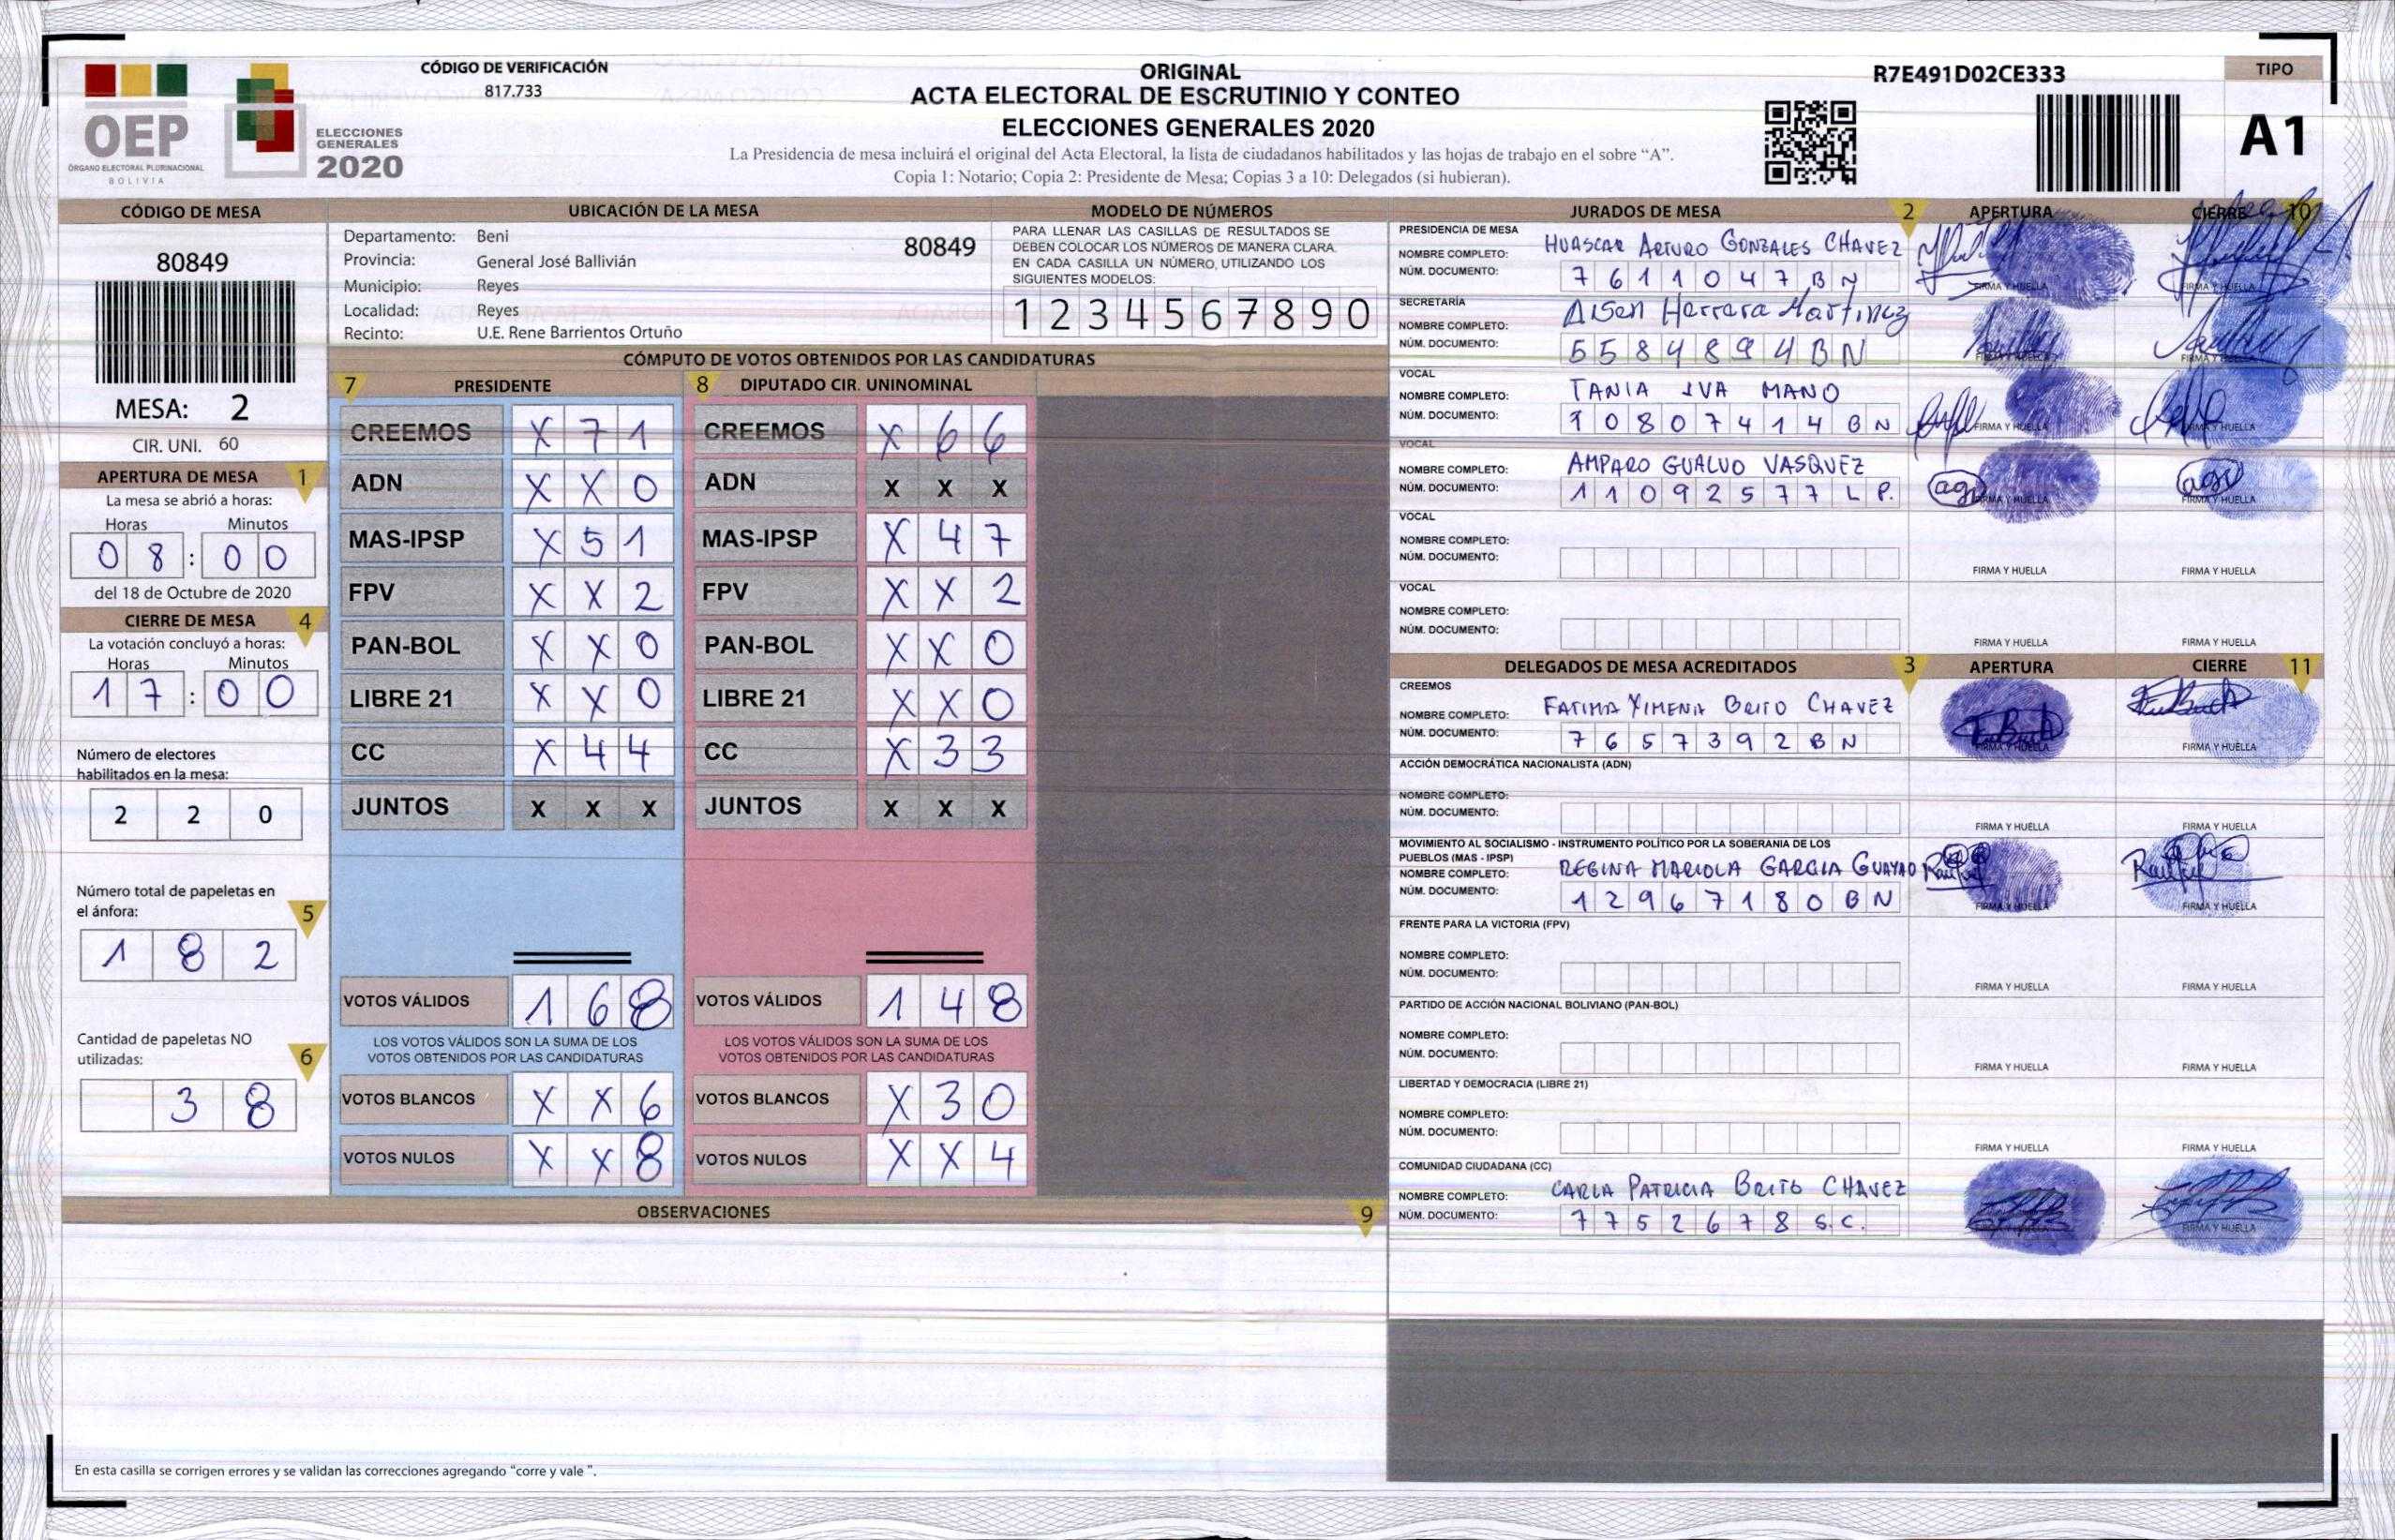 OEP
ÓRGANO ELECTORAL PLURINACIONAL
BOLIVIA
ELECCIONES
GENERALES
2020
CÓDIGO DE VERIFICACIÓN
817.733
ORIGINAL
ACTA ELECTORAL DE ESCRUTINIO Y CONTEO
ELECCIONES GENERALES 2020
La Presidencia de mesa incluirá el original del Acta Electoral, la lista de ciudadanos habilitados y las hojas de trabajo en el sobre “A”.
Copia 1: Notario; Copia 2: Presidente de Mesa; Copias 3 a 10: Delegados (si hubieran).
R7E491D02CE333
TIPO
A1
CÓDIGO DE MESA
80849
MESA: 2
CIR. UNI. 60
APERTURA DE MESA 1
La mesa se abrió a horas:
Horas Minutos
0 8 : 0 0
del 18 de Octubre de 2020
CIERRE DE MESA 4
La votación concluyó a horas:
Horas Minutos
1 7 : 0 0
Número de electores
habilitados en la mesa:
2 2 0
Número total de papeletas en
el ánfora: 5
1 8 2
Cantidad de papeletas NO
utilizadas: 6
3 8
UBICACIÓN DE LA MESA
Departamento: Beni 80849
Provincia: General José Ballivián
Municipio: Reyes
Localidad: Reyes
Recinto: U.E. Rene Barrientos Ortuño
MODELO DE NÚMEROS
PARA LLENAR LAS CASILLAS DE RESULTADOS SE
DEBEN COLOCAR LOS NÚMEROS DE MANERA CLARA.
EN CADA CASILLA UN NÚMERO, UTILIZANDO LOS
SIGUIENTES MODELOS:
1 2 3 4 5 6 7 8 9 0
CÓMPUTO DE VOTOS OBTENIDOS POR LAS CANDIDATURAS
7 PRESIDENTE 8 DIPUTADO CIR. UNINOMINAL
CREEMOS X 7 1 CREEMOS X 6 6
ADN X X 0 ADN X X X
MAS-IPSP X 5 1 MAS-IPSP X 4 7
FPV X X 2 FPV X X 2
PAN-BOL X X 0 PAN-BOL X X 0
LIBRE 21 X X 0 LIBRE 21 X X 0
CC X 4 4 CC X 3 3
JUNTOS X X X JUNTOS X X X
VOTOS VÁLIDOS 1 6 8 VOTOS VÁLIDOS 1 4 8
LOS VOTOS VÁLIDOS SON LA SUMA DE LOS LOS VOTOS VÁLIDOS SON LA SUMA DE LOS
VOTOS OBTENIDOS POR LAS CANDIDATURAS VOTOS OBTENIDOS POR LAS CANDIDATURAS
VOTOS BLANCOS X X 6 VOTOS BLANCOS X 3 0
VOTOS NULOS X X 8 VOTOS NULOS X X 4
OBSERVACIONES 9
En esta casilla se corrigen errores y se validan las correcciones agregando "corre y vale ".
JURADOS DE MESA 2 APERTURA CIERRE 10
PRESIDENCIA DE MESA
NOMBRE COMPLETO: HUASCAR ARTURO GONZALES CHAVEZ
NÚM. DOCUMENTO: 7 6 1 1 0 4 7 B N FIRMA Y HUELLA FIRMA Y HUELLA
SECRETARÍA
NOMBRE COMPLETO: Alsen Herrera Martinez
NÚM. DOCUMENTO: 5 5 8 4 8 9 4 B N FIRMA Y HUELLA FIRMA Y HUELLA
VOCAL
NOMBRE COMPLETO: TANIA IVA MANO
NÚM. DOCUMENTO: 1 0 8 0 7 4 1 4 B N FIRMA Y HUELLA FIRMA Y HUELLA
VOCAL
NOMBRE COMPLETO: AMPARO GUALUO VASQUEZ
NÚM. DOCUMENTO: 1 1 0 9 2 5 7 7 L P. FIRMA Y HUELLA FIRMA Y HUELLA
VOCAL
NOMBRE COMPLETO:
NÚM. DOCUMENTO: FIRMA Y HUELLA FIRMA Y HUELLA
VOCAL
NOMBRE COMPLETO:
NÚM. DOCUMENTO: FIRMA Y HUELLA FIRMA Y HUELLA
DELEGADOS DE MESA ACREDITADOS 3 APERTURA CIERRE 11
CREEMOS
NOMBRE COMPLETO: FATIMA XIMENA BRITO CHAVEZ
NÚM. DOCUMENTO: 7 6 5 7 3 9 2 B N FIRMA Y HUELLA FIRMA Y HUELLA
ACCIÓN DEMOCRÁTICA NACIONALISTA (ADN)
NOMBRE COMPLETO:
NÚM. DOCUMENTO: FIRMA Y HUELLA FIRMA Y HUELLA
MOVIMIENTO AL SOCIALISMO - INSTRUMENTO POLÍTICO POR LA SOBERANIA DE LOS
PUEBLOS (MAS - IPSP)
NOMBRE COMPLETO: REGINA MARIOLA GARCIA GUAYAO
NÚM. DOCUMENTO: 1 2 9 6 7 1 8 0 B N FIRMA Y HUELLA FIRMA Y HUELLA
FRENTE PARA LA VICTORIA (FPV)
NOMBRE COMPLETO:
NÚM. DOCUMENTO: FIRMA Y HUELLA FIRMA Y HUELLA
PARTIDO DE ACCIÓN NACIONAL BOLIVIANO (PAN-BOL)
NOMBRE COMPLETO:
NÚM. DOCUMENTO: FIRMA Y HUELLA FIRMA Y HUELLA
LIBERTAD Y DEMOCRACIA (LIBRE 21)
NOMBRE COMPLETO:
NÚM. DOCUMENTO: FIRMA Y HUELLA FIRMA Y HUELLA
COMUNIDAD CIUDADANA (CC)
NOMBRE COMPLETO: CARLA PATRICIA BRITO CHAVEZ
NÚM. DOCUMENTO: 7 7 5 2 6 7 8 S.C. FIRMA Y HUELLA FIRMA Y HUELLA